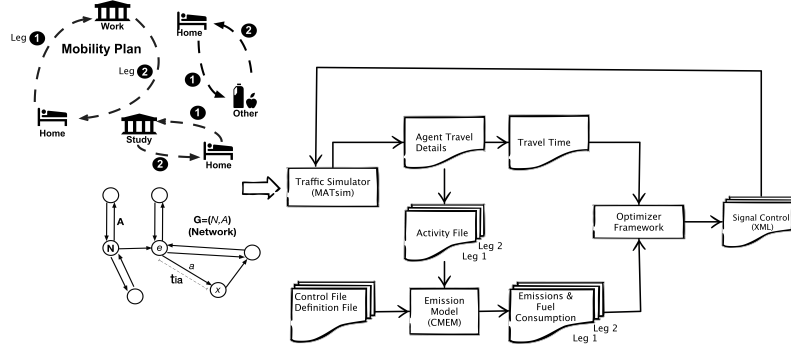 Work
Leg 1
Mobility Plan
Leg 2
Home
Home
2
1
Other
1
Study
2
Home
A
G=(N,A)
(Network)
N
e
a
tia
x
Traffic Simulator
(MATsim)
Agent Travel
Details
Travel Time
Activity File
Leg 2
Leg 1
Optimizer
Framework
Signal Control
(XML)
Control File
Definition File
Emission
Model
(CMEM)
Emissions &
Fuel
Consumption
Leg 2
Leg 1